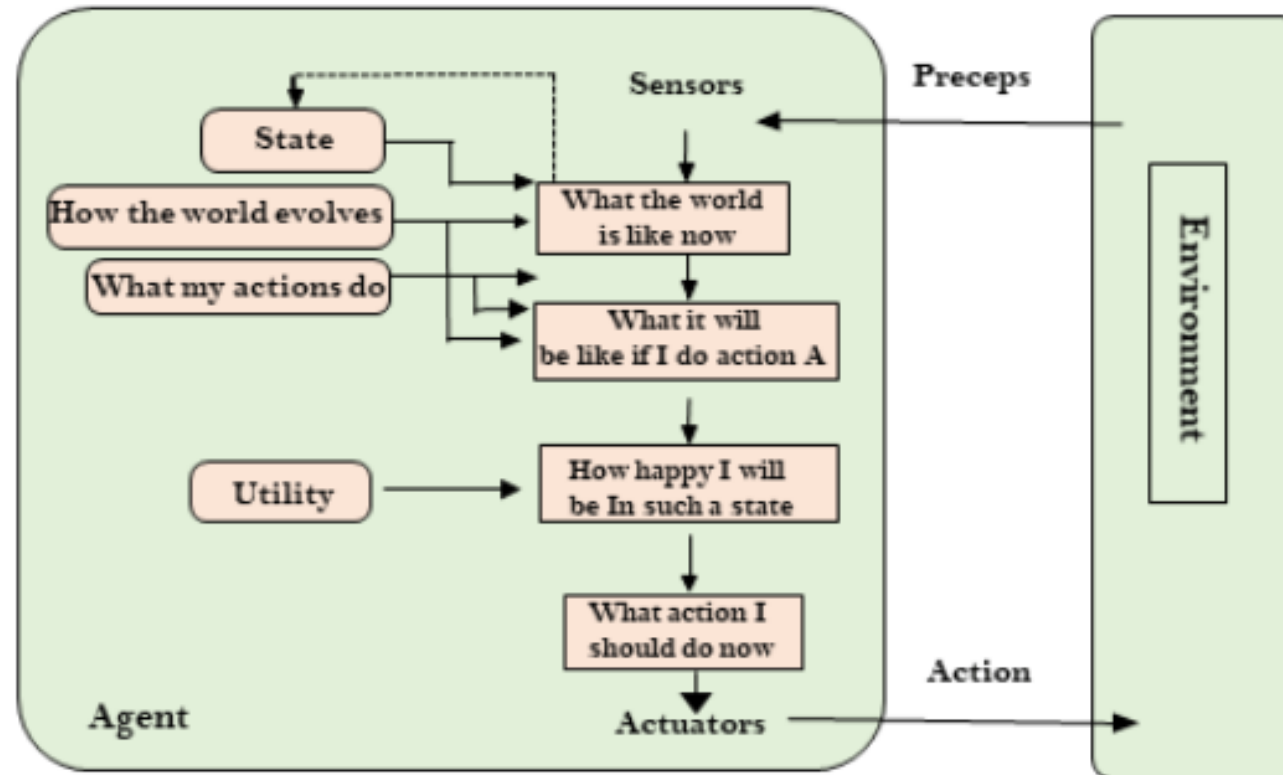 Sensors
Preceps
State
How the world evolves
What my actions do
What the world
is like now
What it will
be like if I do action A
Utility
How happy I will
be In such a state
What action I
should do now
Agent
Actuators
Action
Environment